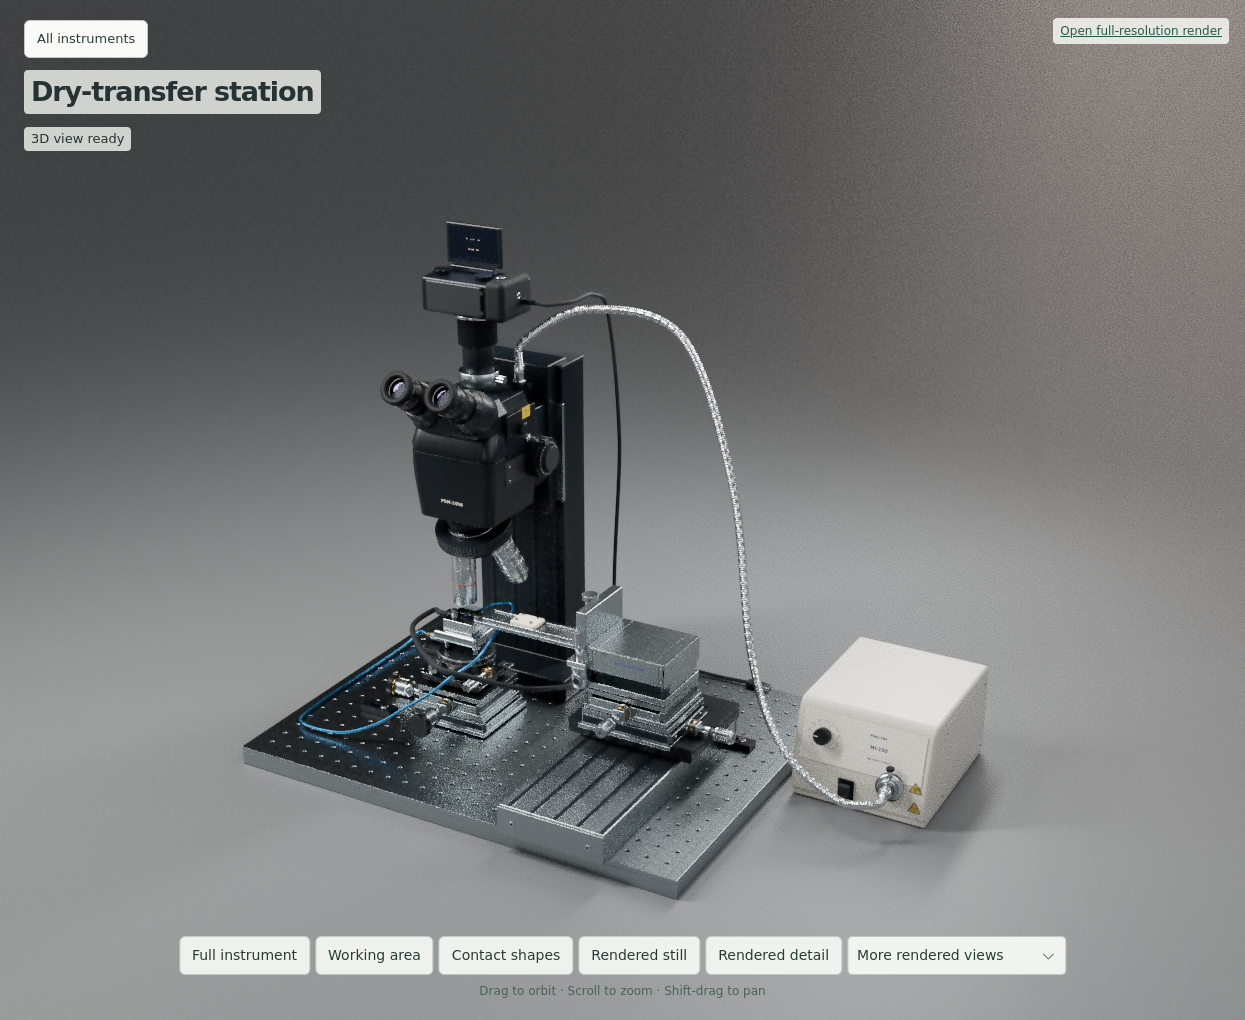 All instruments
Open full-resolution render
Dry-transfer station
3D view ready
Full instrument
Working area
Contact shapes
Rendered still
Rendered detail
More rendered views
Drag to orbit · Scroll to zoom · Shift-drag to pan